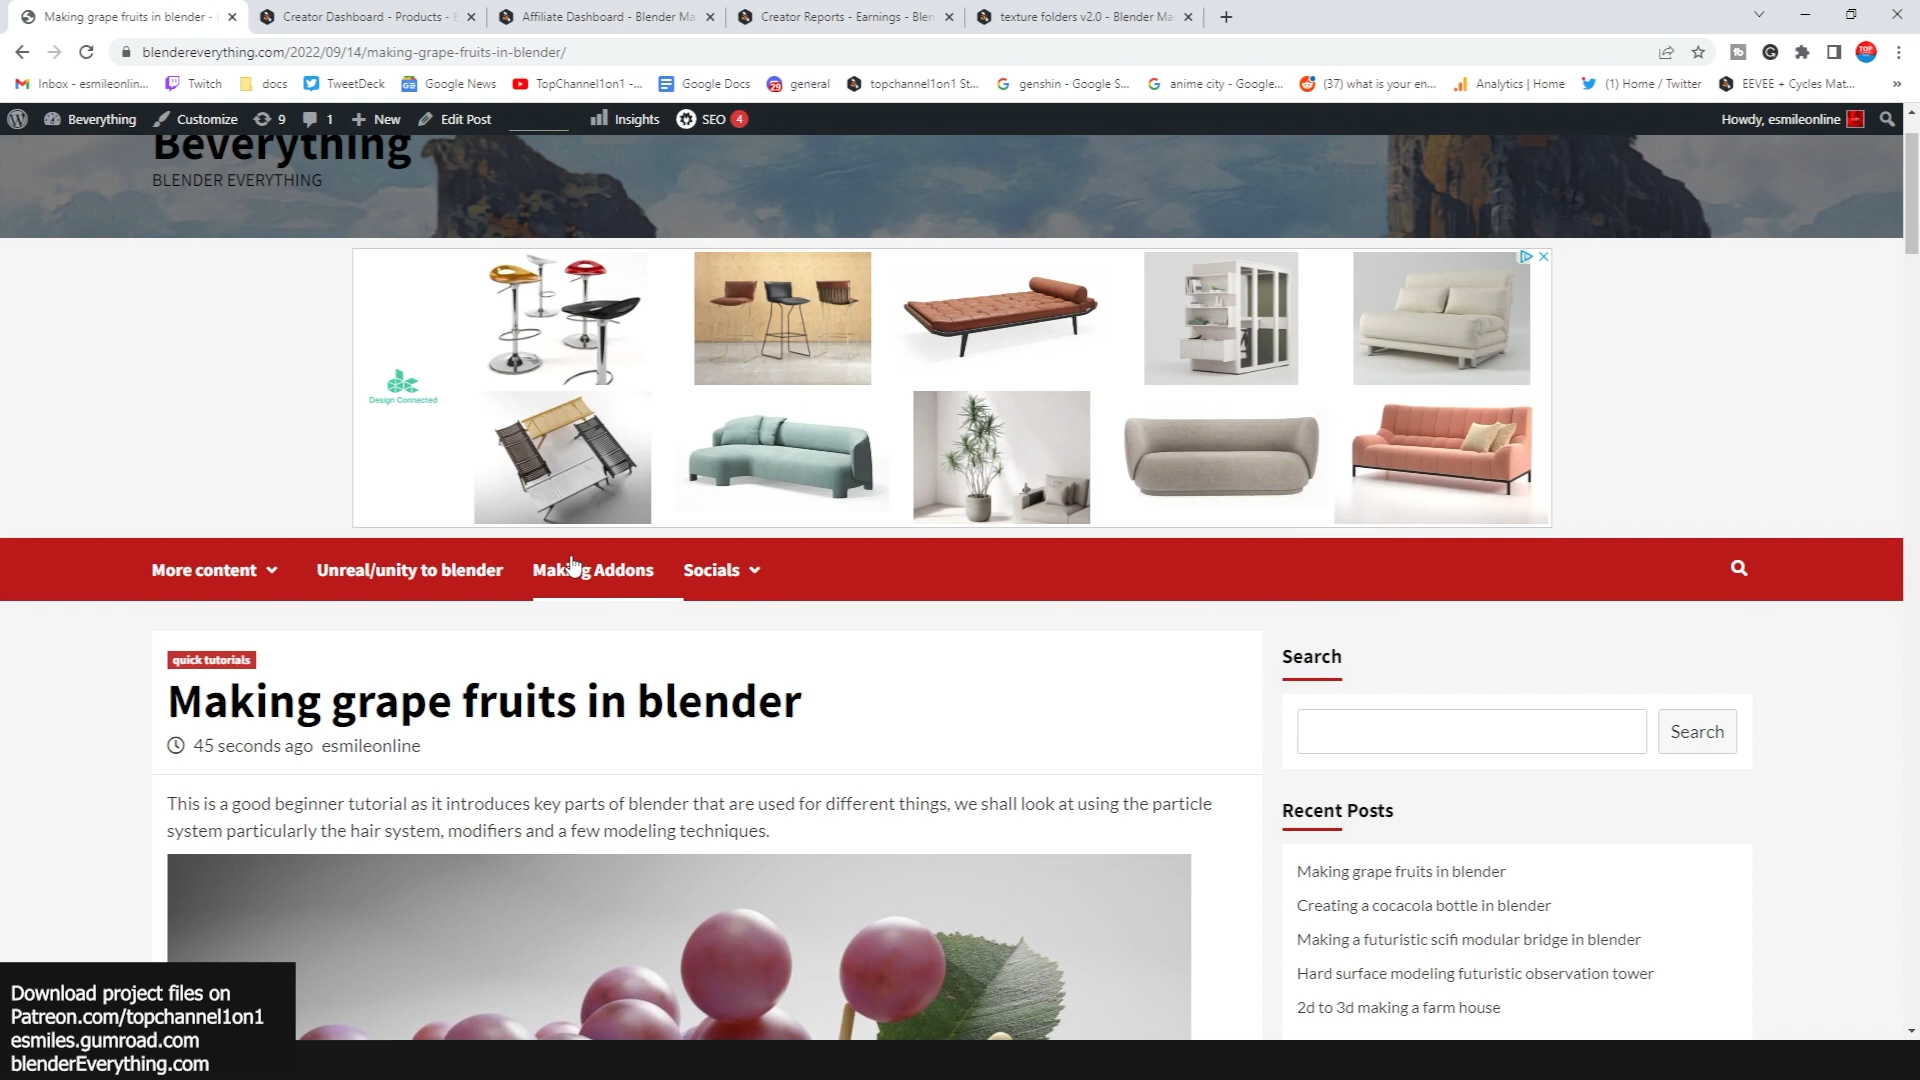 Making grape fruits in blender -
Creator Dashboard - Products -
Affiliate Dashboard - Blender Ma
Creator Reports - Earnings - Blen
texture folders v2.0 - Blender Ma
blendereverything.com/2022/09/14/making-grape-fruits-in-blender/
Inbox - esmileonlin...
Twitch
docs
TweetDeck
Google News
TopChannel1on1 -...
Google Docs
29
general
topchannel1on1 St...
genshin - Google S...
anime city - Google...
(37) what is your en...
Analytics | Home
(1) Home / Twitter
EEVEE + Cycles Mat...
Beverything
Customize
9
1
New
Edit Post
Insights
SEO
4
Howdy, esmileonline
Beverything
BLENDER EVERYTHING
Design Connected
More content
Unreal/unity to blender
Making Addons
Socials
quick tutorials
Making grape fruits in blender
45 seconds ago esmileonline
This is a good beginner tutorial as it introduces key parts of blender that are used for different things, we shall look at using the particle
system particularly the hair system, modifiers and a few modeling techniques.
Search
Search
Recent Posts
Making grape fruits in blender
Creating a cocacola bottle in blender
Making a futuristic scifi modular bridge in blender
Hard surface modeling futuristic observation tower
2d to 3d making a farm house
Download project files on
Patreon.com/topchannel1on1
esmiles.gumroad.com
blenderEverything.com